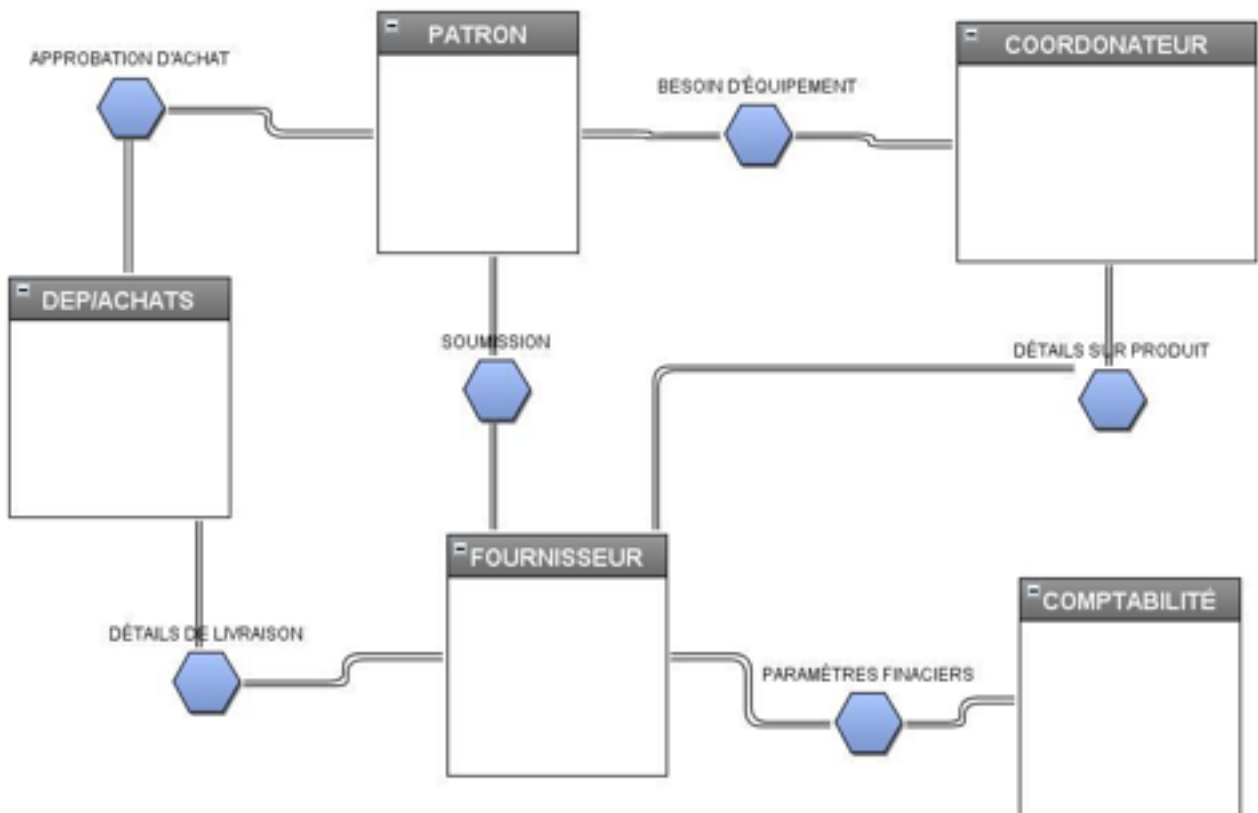 PATRON
COORDONATEUR
APPROBATION D'ACHAT
BESOIN D'ÉQUIPEMENT
DEP/ACHATS
SOUMISSION
DÉTAILS SUR PRODUIT
FOURNISSEUR
COMPTABILITÉ
DÉTAILS DE LIVRAISON
PARAMÈTRES FINACIERS